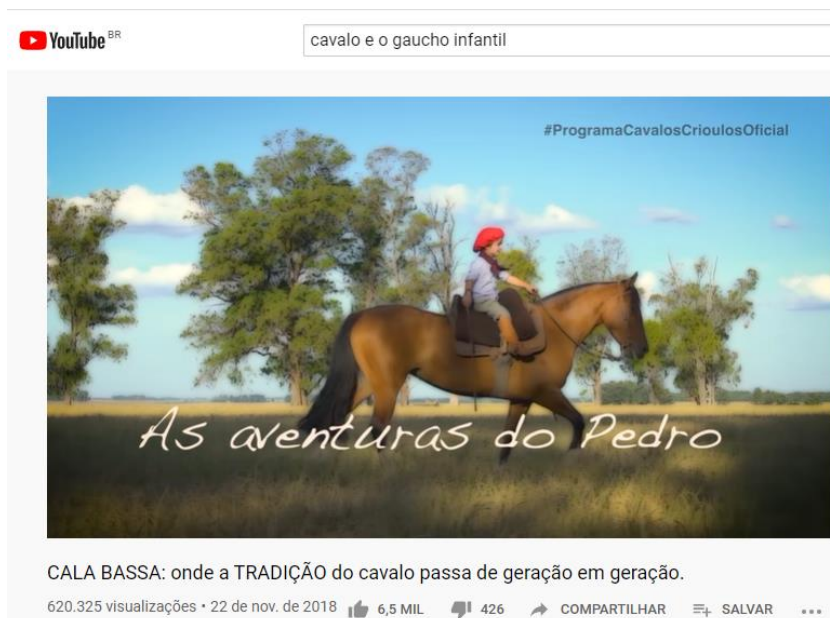 YouTube BR
cavalo e o gaucho infantil
#ProgramaCavalosCrioulosOficial
As aventuras do Pedro
CALA BASSA: onde a TRADIÇÃO do cavalo passa de geração em geração.
620.325 visualizações • 22 de nov. de 2018 6,5 MIL 426 COMPARTILHAR SALVAR